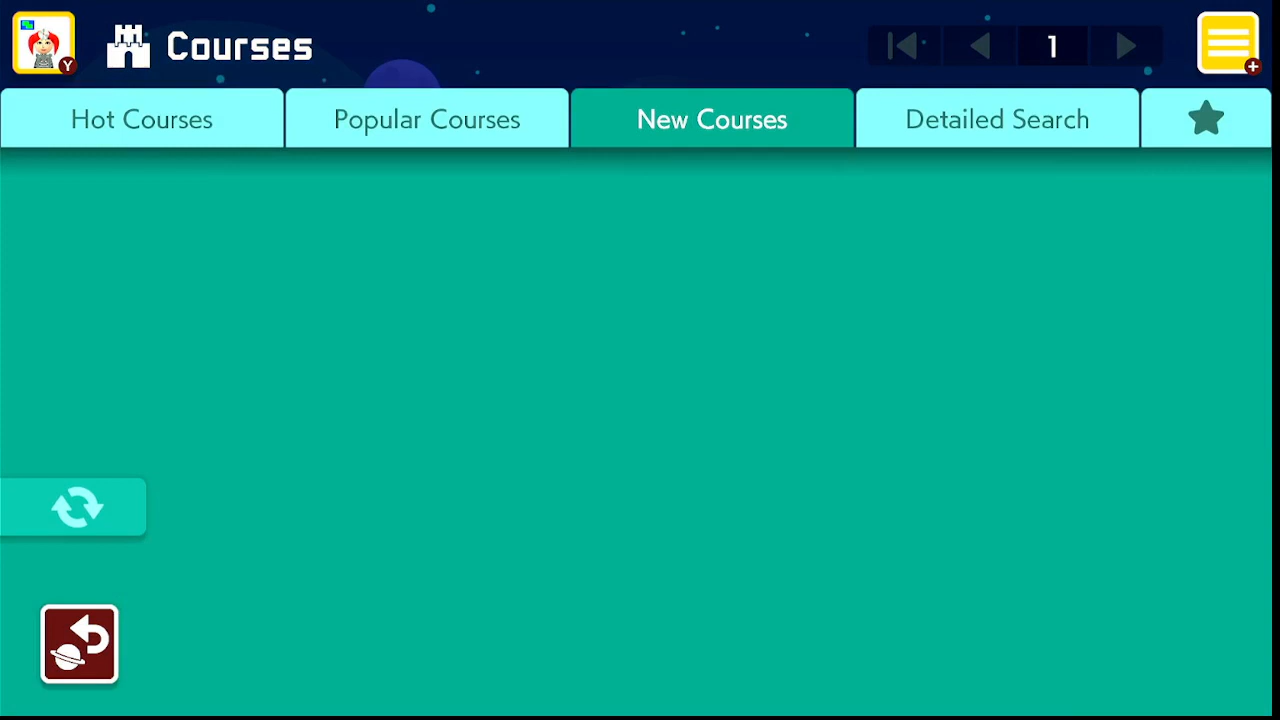 Courses
1
Y
+
Hot Courses
Popular Courses
New Courses
Detailed Search